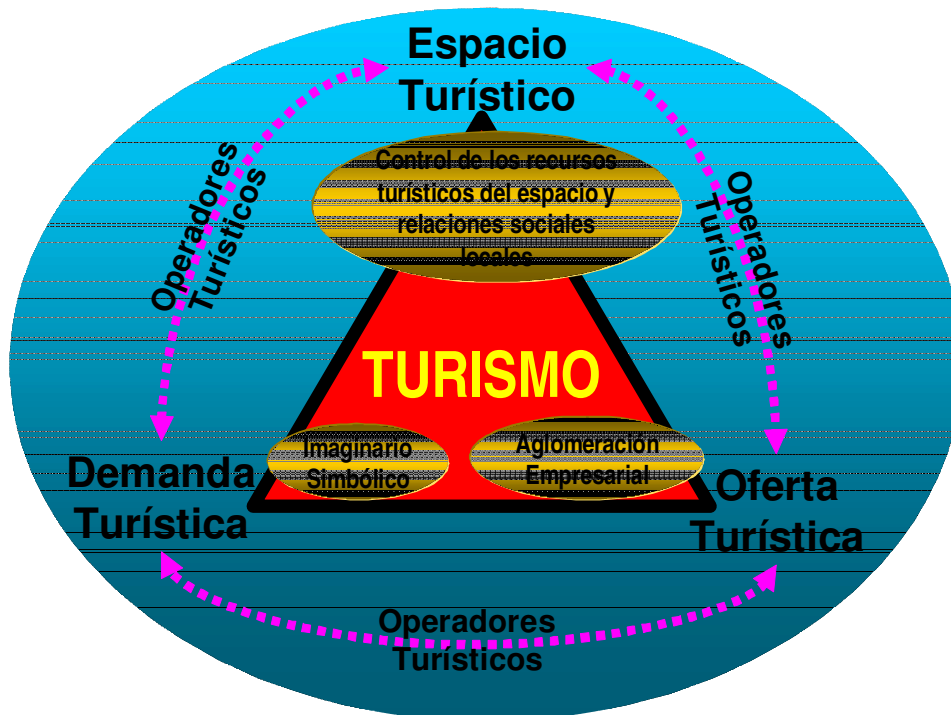 Espacio
Turístico
Control de los recursos
turísticos del espacio y
relaciones sociales
locales
Operadores
Turísticos
Operadores
Turísticos
TURISMO
Imaginario
Simbólico
Aglomeración
Empresarial
Demanda
Turística
Oferta
Turística
Operadores
Turísticos